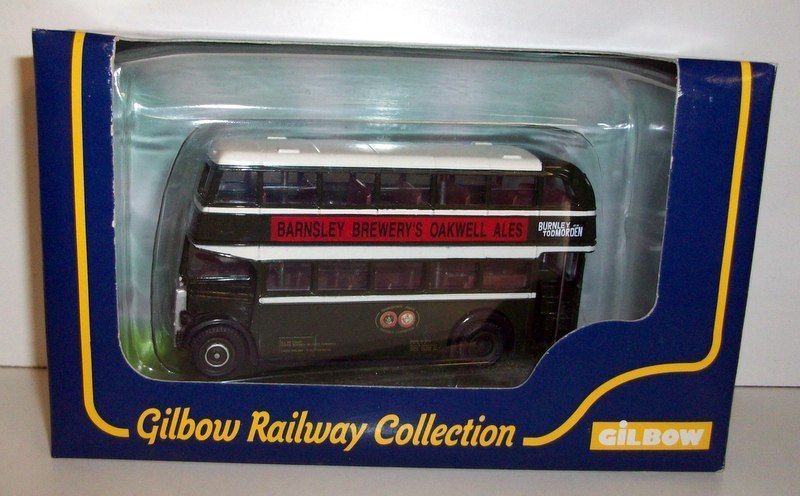 BARNSLEY BREWERY'S OAKWELL ALES
BURNLEY
TODMORDEN
Gilbow Railway Collection
GILBOW